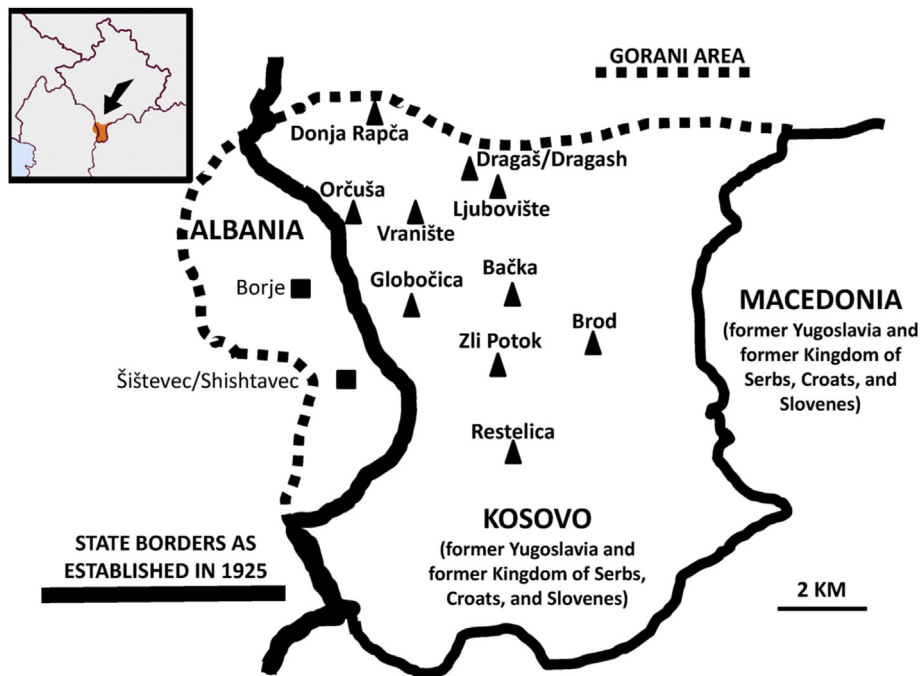 GORANI AREA
Donja Rapča
Dragaš/Dragash
Orčuša
Ljubovište
ALBANIA
Vranište
Borje
Globočica
Bačka
MACEDONIA
(former Yugoslavia and
former Kingdom of
Serbs, Croats, and
Slovenes)
Zli Potok
Brod
Šištevec/Shishtavec
Restelica
KOSOVO
(former Yugoslavia and
former Kingdom of Serbs,
Croats, and Slovenes)
STATE BORDERS AS
ESTABLISHED IN 1925
2 KM